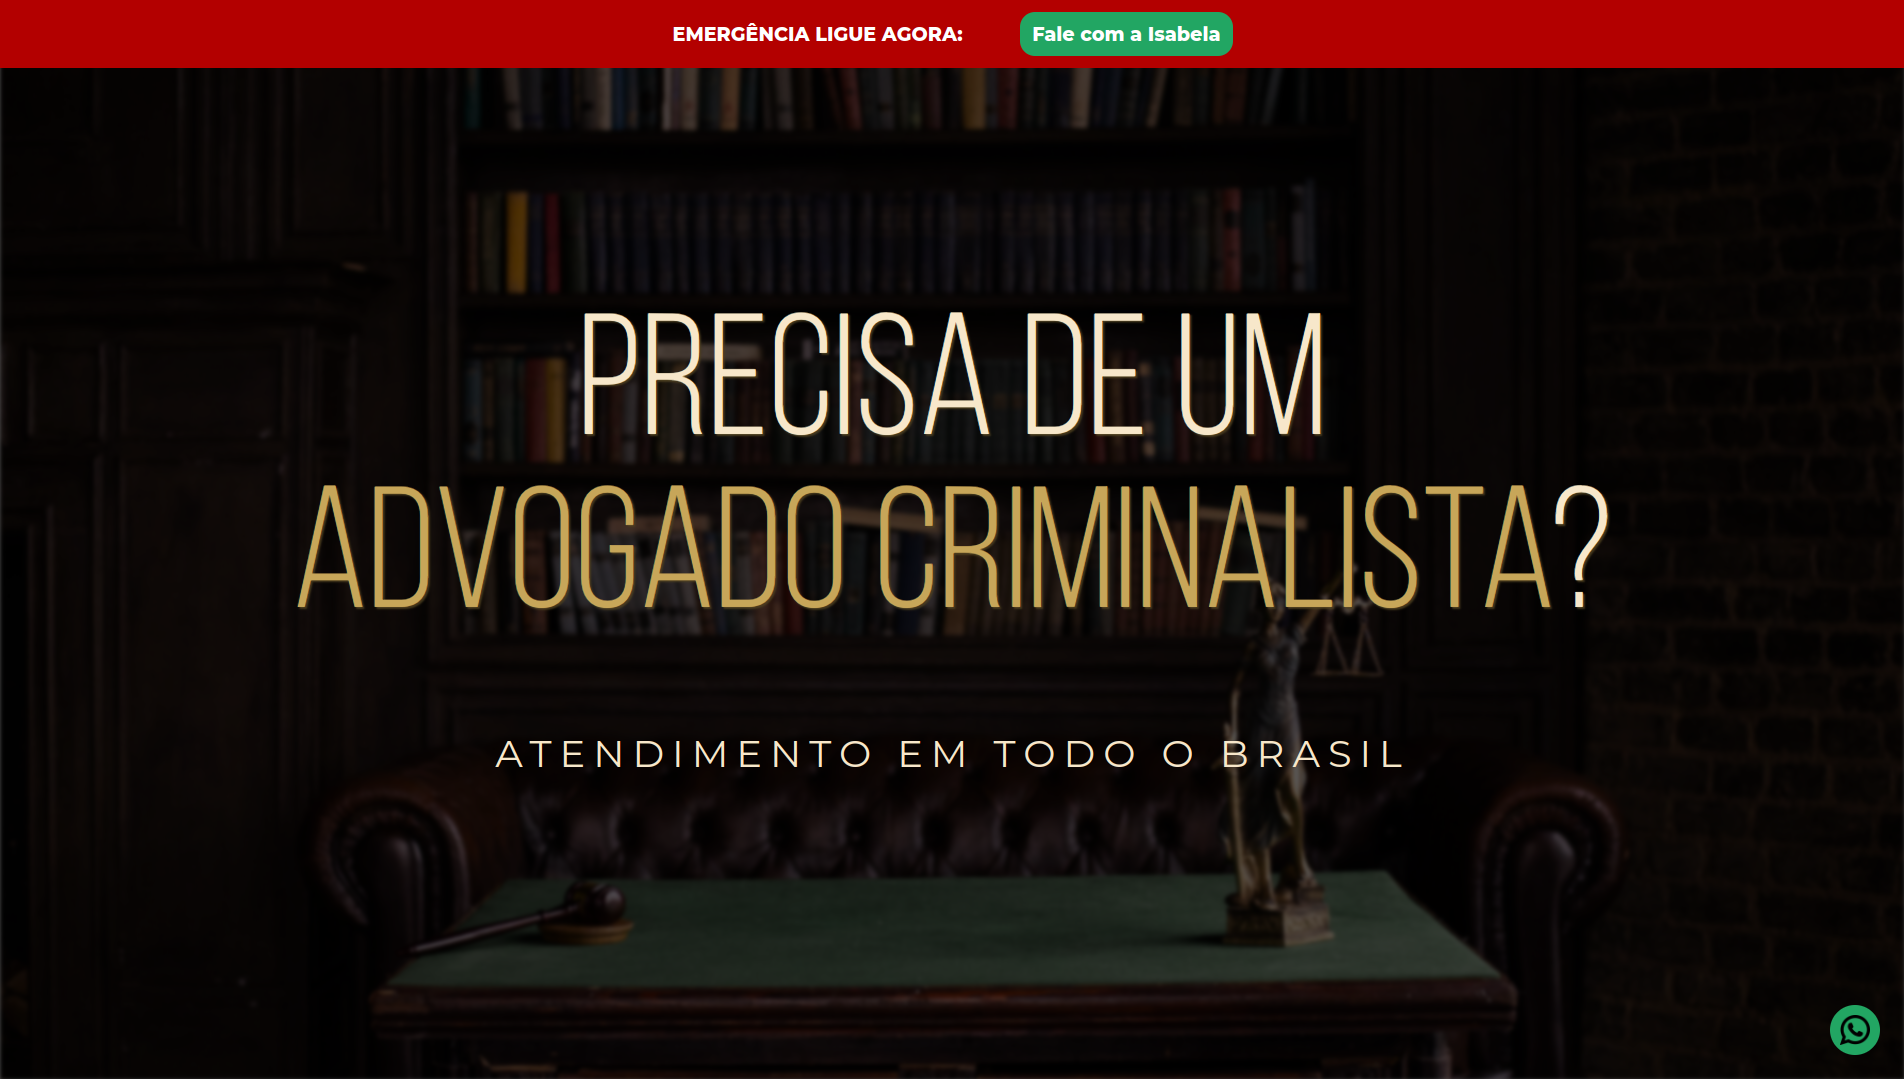 EMERGÊNCIA LIGUE AGORA:
Fale com a Isabela
PRECISA DE UM
ADVOGADO CRIMINALISTA?
ATENDIMENTO EM TODO O BRASIL